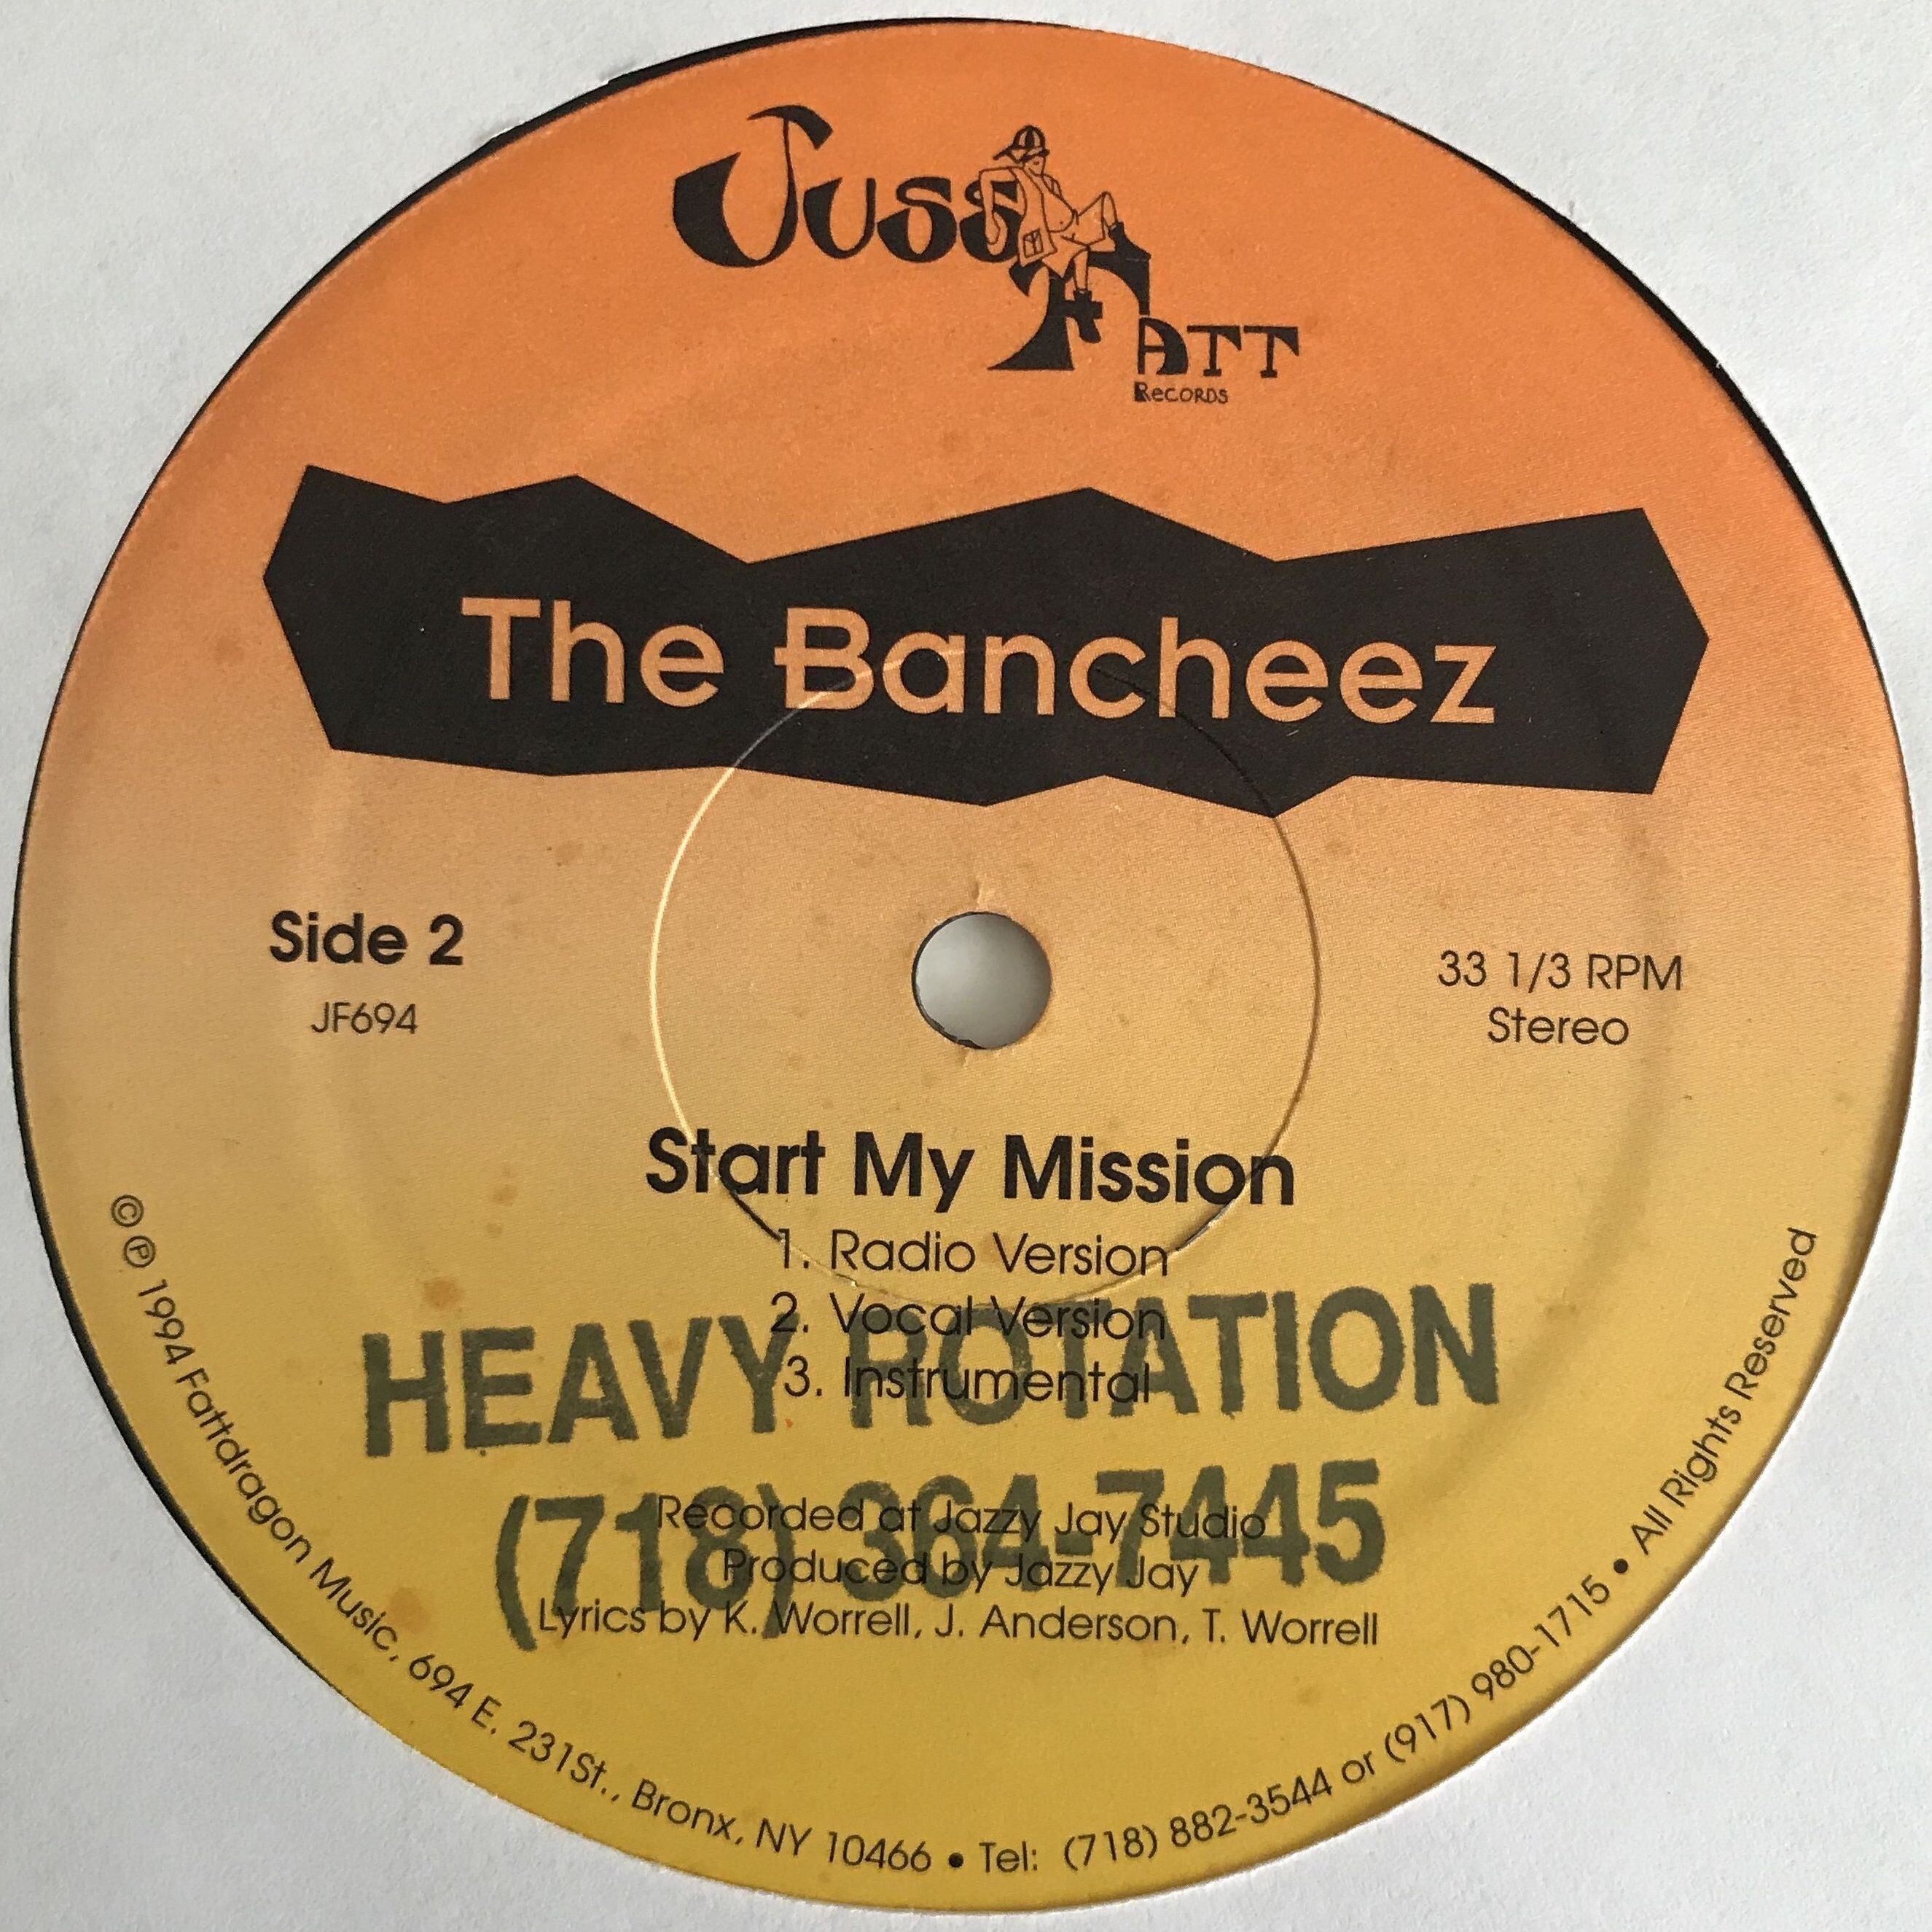 Juss
Fatt
Records
The Bancheez
Side 2
JF694
33 1/3 RPM
Stereo
Start My Mission
1. Radio Version
2. Vocal Version
3. Instrumental
HEAVY ROTATION
(718) 364-7445
Recorded at Jazzy Jay Studio
Produced by Jazzy Jay
Lyrics by K. Worrell, J. Anderson, T. Worrell
© ℗ 1994 Fattdragon Music, 694 E. 231St., Bronx, NY 10466 • Tel: (718) 882-3544 or (917) 980-1715 • All Rights Reserved